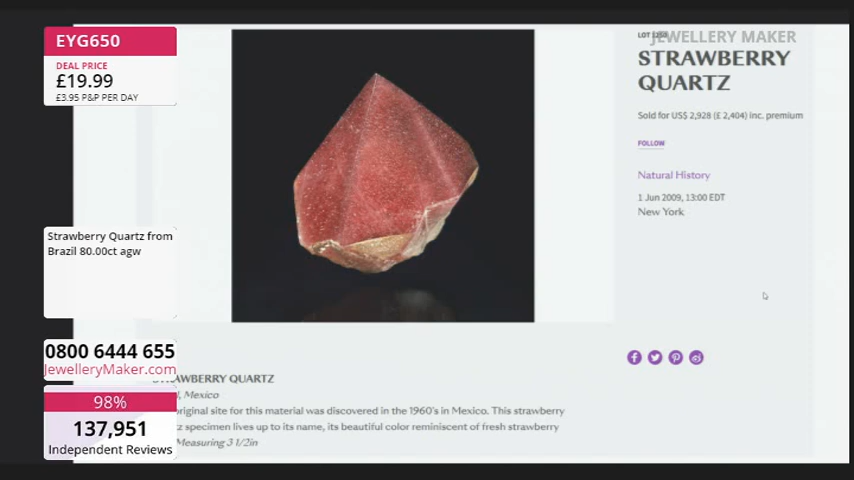 EYG650
DEAL PRICE
£19.99
£3.95 P&P PER DAY
Strawberry Quartz from
Brazil 80.00ct agw
0800 6444 655
JewelleryMaker.com
98%
137,951
Independent Reviews
JEWELLERY MAKER
LOT
STRAWBERRY
QUARTZ
Sold for US$ 2,928 (£ 2,404) inc. premium
FOLLOW
Natural History
1 Jun 2009, 13:00 EDT
New York
STRAWBERRY QUARTZ
Mexico
original site for this material was discovered in the 1960's in Mexico. This strawberry
specimen lives up to its name, its beautiful color reminiscent of fresh strawberry
Measuring 3 1/2in